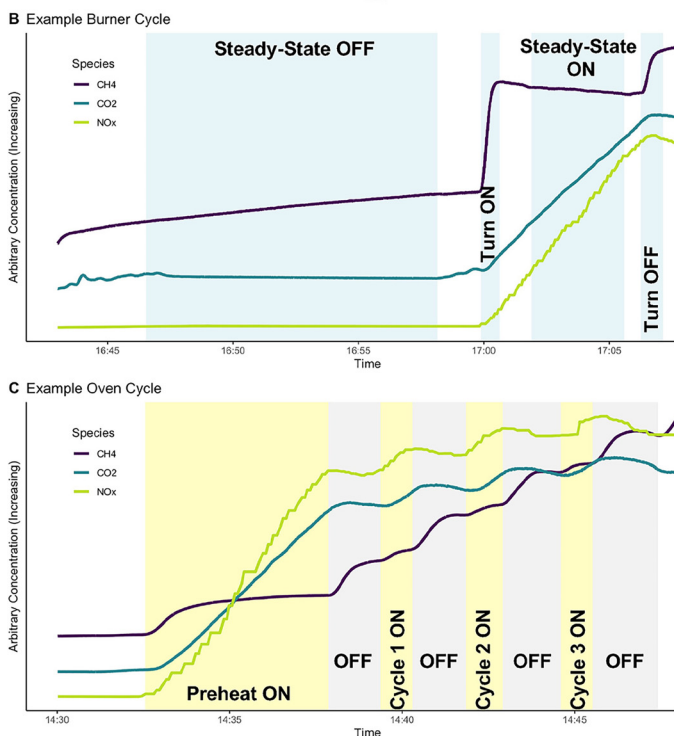 B Example Burner Cycle
Steady-State OFF
Steady-State
ON
Species
CH4
CO2
NOx
Turn ON
Turn OFF
Arbitrary Concentration (Increasing)
16:45
16:50
16:55
17:00
17:05
Time
C Example Oven Cycle
Species
CH4
CO2
NOx
Arbitrary Concentration (Increasing)
Preheat ON
OFF
Cycle 1 ON
OFF
Cycle 2 ON
OFF
Cycle 3 ON
OFF
14:30
14:35
14:40
14:45
Time